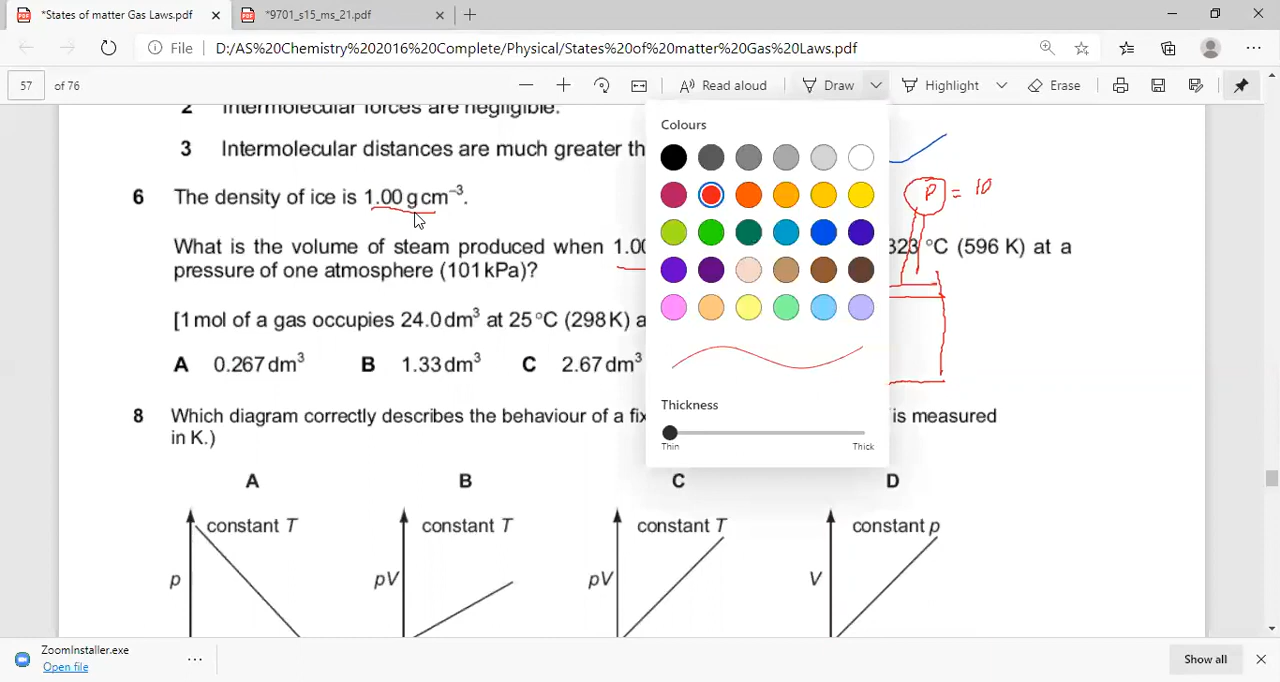 *States of matter Gas Laws.pdf
*9701_s15_ms_21.pdf
File D:/AS%20Chemistry%202016%20Complete/Physical/States%20of%20matter%20Gas%20Laws.pdf
57 of 76 Read aloud Draw Highlight Erase
2 Intermolecular forces are negligible.
3 Intermolecular distances are much greater th
6 The density of ice is 1.00 g cm⁻³.
What is the volume of steam produced when 1.00 323 °C (596 K) at a
pressure of one atmosphere (101 kPa)?
[1 mol of a gas occupies 24.0 dm³ at 25 °C (298 K) a
A 0.267 dm³ B 1.33 dm³ C 2.67 dm³
8 Which diagram correctly describes the behaviour of a fix is measured
in K.)
A B C D
constant T constant T constant T constant p
p pV pV V
P = 10
Colours
Thickness
Thin Thick
ZoomInstaller.exe
Open file
Show all